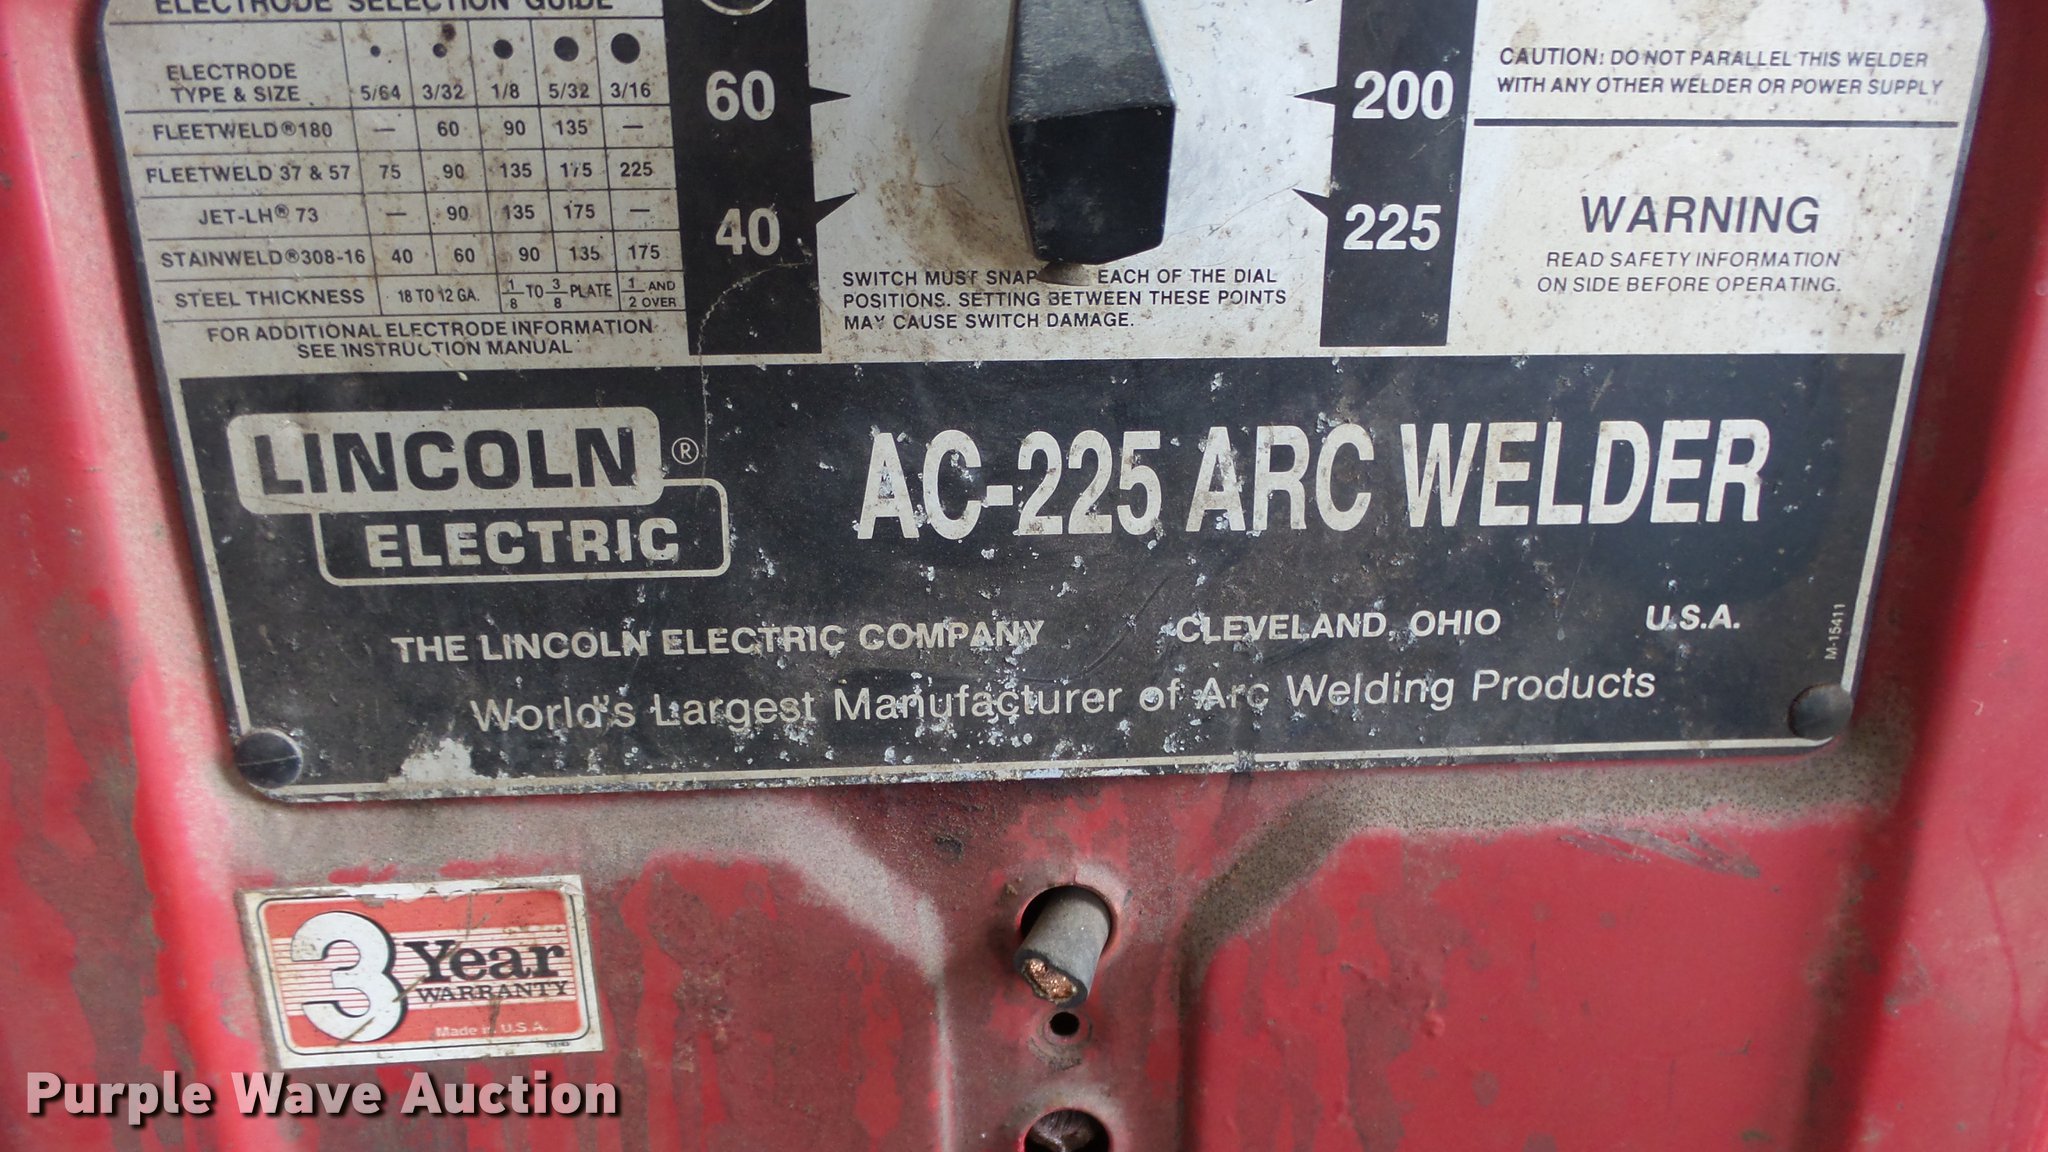 ELECTRODE SELECTION GUIDE
ELECTRODE TYPE & SIZE 5/64 3/32 1/8 5/32 3/16
FLEETWELD®180 — 60 90 135 —
FLEETWELD 37 & 57 75 90 135 175 225
JET-LH® 73 — 90 135 175 —
STAINWELD®308-16 40 60 90 135 175
STEEL THICKNESS 18 TO 12 GA. 1/8 TO 3/8 PLATE 1/2 AND OVER
FOR ADDITIONAL ELECTRODE INFORMATION
SEE INSTRUCTION MANUAL
60
40
200
225
SWITCH MUST SNAP EACH OF THE DIAL
POSITIONS. SETTING BETWEEN THESE POINTS
MAY CAUSE SWITCH DAMAGE.
CAUTION: DO NOT PARALLEL THIS WELDER
WITH ANY OTHER WELDER OR POWER SUPPLY
WARNING
READ SAFETY INFORMATION
ON SIDE BEFORE OPERATING.
LINCOLN ®
ELECTRIC
AC-225 ARC WELDER
THE LINCOLN ELECTRIC COMPANY CLEVELAND, OHIO U.S.A.
World's Largest Manufacturer of Arc Welding Products
M-15411
3 Year
WARRANTY
Made in U.S.A.
Purple Wave Auction